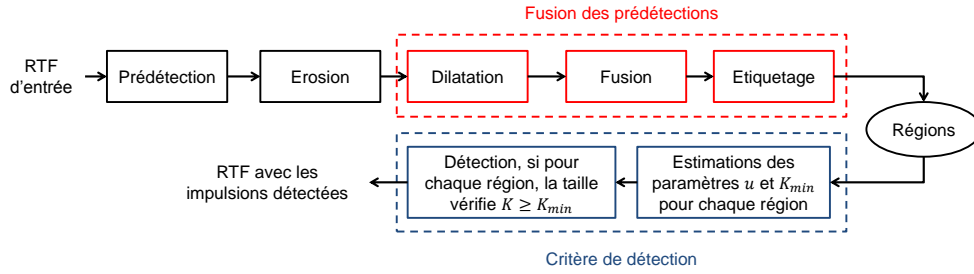 Fusion des prédétections
RTF
d'entrée
Prédétection
Erosion
Dilatation
Fusion
Etiquetage
Régions
Estimations des
paramètres u et K_min
pour chaque région
Détection, si pour
chaque région, la taille
vérifie K ≥ K_min
RTF avec les
impulsions détectées
Critère de détection